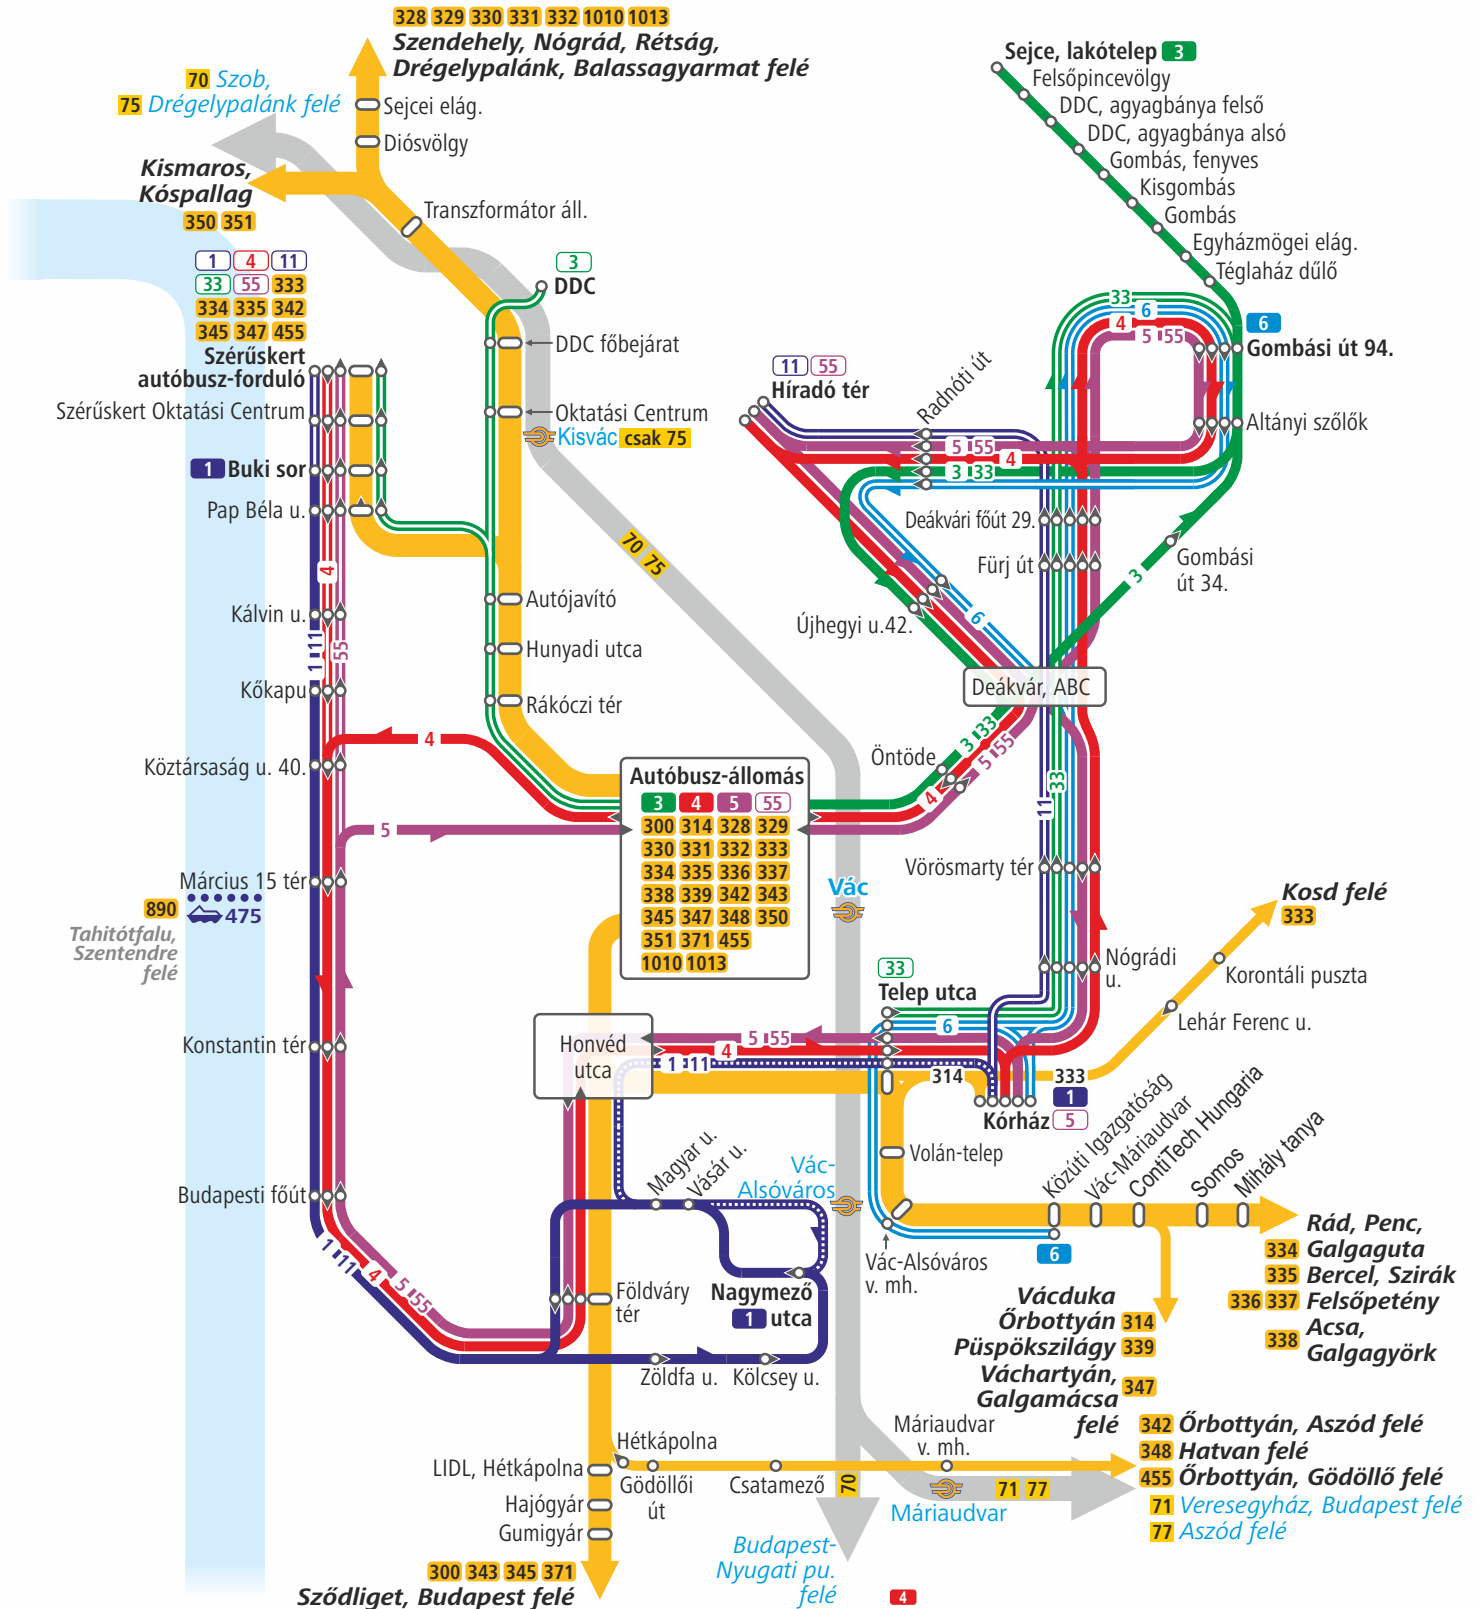 328 329 330 331 332 1010 1013
Szendehely, Nógrád, Rétság,
Drégelypalánk, Balassagyarmat felé
70 Szob,
75 Drégelypalánk felé
Sejcei elág.
Diósvölgy
Kismaros,
Kóspallag
350 351
Transzformátor áll.
Sejce, lakótelep 3
Felsőpincevölgy
DDC, agyagbánya felső
DDC, agyagbánya alsó
Gombás, fenyves
Kisgombás
Gombás
Egyházmögei elág.
Téglaház dűlő
1 4 11
33 55 333
334 335 342
345 347 455
Szérűskert
autóbusz-forduló
Szérűskert Oktatási Centrum
1 Buki sor
Pap Béla u.
4
Kálvin u.
1 11
55
Kőkapu
Köztársaság u. 40.
4
5
Március 15 tér
890
475
Tahitótfalu,
Szentendre
felé
Konstantin tér
Budapesti főút
1 11
4
5 55
3
DDC
DDC főbejárat
Oktatási Centrum
Kisvác csak 75
70 75
Autójavító
Hunyadi utca
Rákóczi tér
11 55
Híradó tér
Radnóti út
33
6
4
5 55
6
Gombási út 94.
Altányi szőlők
5 55
4
3 33
Deákvári főút 29.
Fürj út
Gombási
út 34.
3
Újhegyi u.42.
6
Deákvár, ABC
Öntöde
3 33
4
5 55
11
33
Autóbusz-állomás
3 4 5 55
300 314 328 329
330 331 332 333
334 335 336 337
338 339 342 343
345 347 348 350
351 371 455
1010 1013
Vác
Vörösmarty tér
Nógrádi
u.
Kosd felé
333
Korontáli puszta
Lehár Ferenc u.
33
Telep utca
6
5 55
4
1 11
314
333
Honvéd
utca
Kórház
1
5
Volán-telep
Közúti Igazgatóság
Vác-Máriaudvar
ContiTech Hungaria
Somos
Mihály tanya
Magyar u.
Vásár u.
Vác-
Alsóváros
Vác-Alsóváros
v. mh.
6
Földváry
tér
Nagymező
1 utca
Zöldfa u.
Kölcsey u.
Rád, Penc,
334 Galgaguta
335 Bercel, Szirák
336 337 Felsőpetény
338 Acsa,
Galgagyörk
Vácduka
Őrbottyán 314
Püspökszilágy 339
Váchartyán,
Galgamácsa 347
felé
Hétkápolna
LIDL, Hétkápolna
Gödöllői
út
Csatamező
Máriaudvar
v. mh.
Hajógyár
Gumigyár
342 Őrbottyán, Aszód felé
348 Hatvan felé
455 Őrbottyán, Gödöllő felé
71 Veresegyház, Budapest felé
77 Aszód felé
70
71 77
Máriaudvar
300 343 345 371
Sződliget, Budapest felé
Budapest-
Nyugati pu.
felé
4